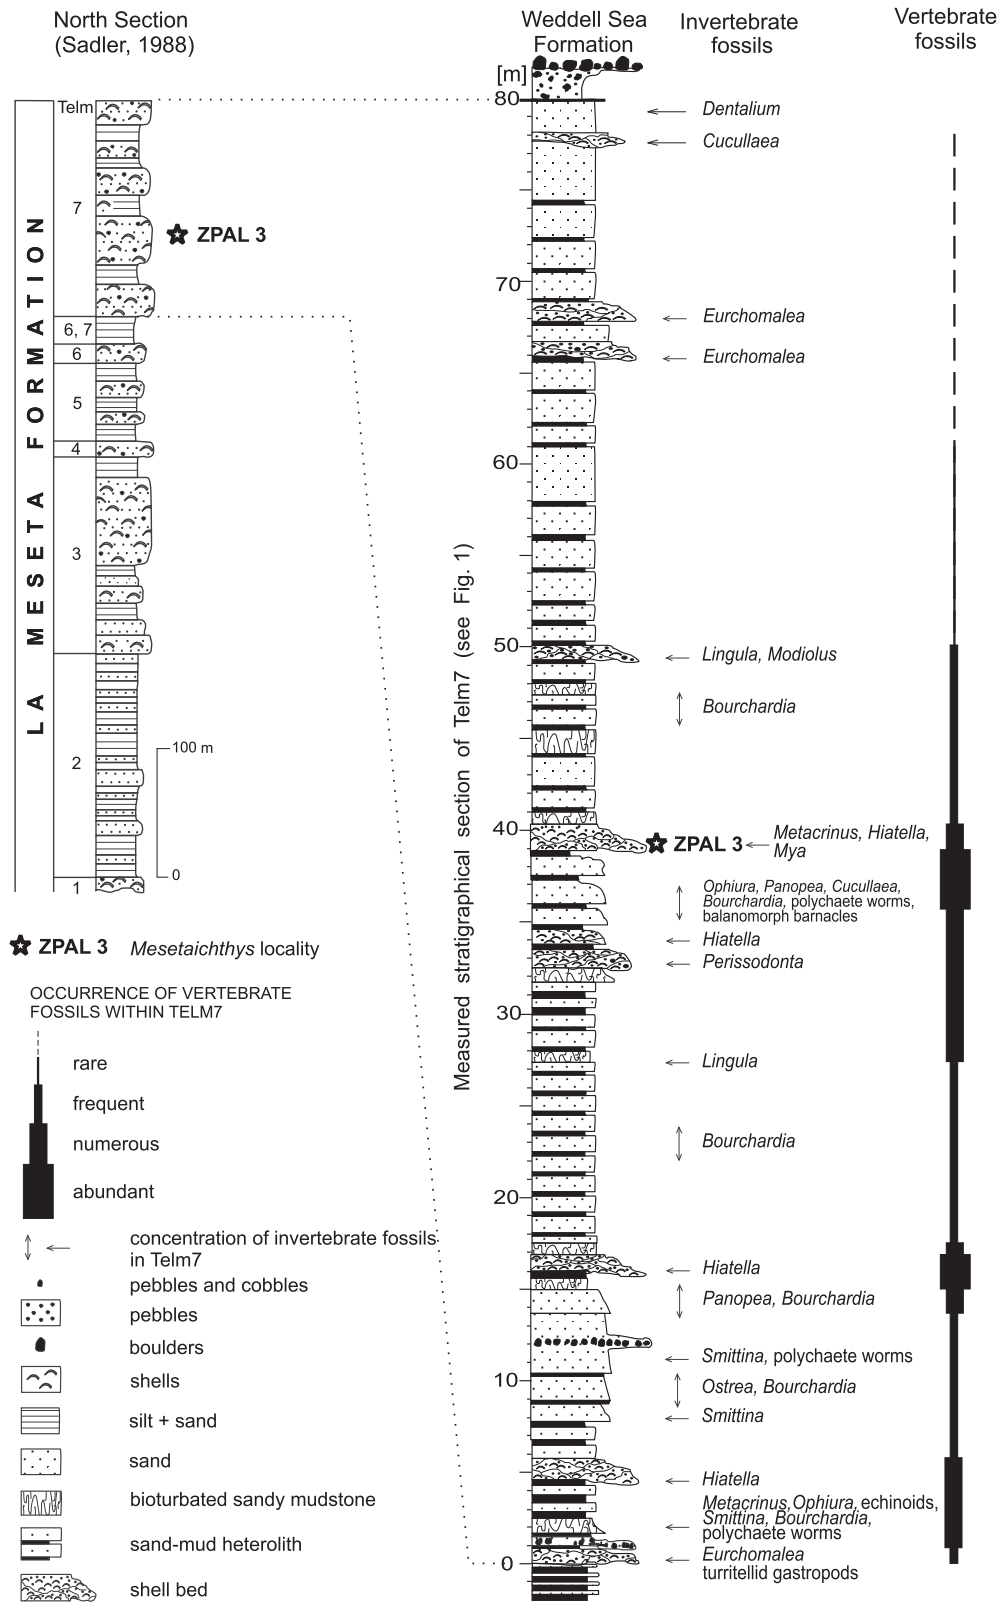 North Section
(Sadler, 1988)
Weddell Sea
Formation
Invertebrate
fossils
Vertebrate
fossils
[m]
Telm
7
6, 7
6
5
4
3
2
1
LA MESETA FORMATION
ZPAL 3
100 m
0
Measured stratigraphical section of Telm7 (see Fig. 1)
80
70
60
50
40
30
20
10
0
Dentalium
Cucullaea
Eurchomalea
Eurchomalea
Lingula, Modiolus
Bourchardia
ZPAL 3
Metacrinus, Hiatella,
Mya
Ophiura, Panopea, Cucullaea,
Bourchardia, polychaete worms,
balanomorph barnacles
Hiatella
Perissodonta
Lingula
Bourchardia
Hiatella
Panopea, Bourchardia
Smittina, polychaete worms
Ostrea, Bourchardia
Smittina
Hiatella
Metacrinus, Ophiura, echinoids,
Smittina, Bourchardia,
polychaete worms
Eurchomalea
turritellid gastropods
ZPAL 3 Mesetaichthys locality
OCCURRENCE OF VERTEBRATE
FOSSILS WITHIN TELM7
rare
frequent
numerous
abundant
concentration of invertebrate fossils
in Telm7
pebbles and cobbles
pebbles
boulders
shells
silt + sand
sand
bioturbated sandy mudstone
sand-mud heterolith
shell bed